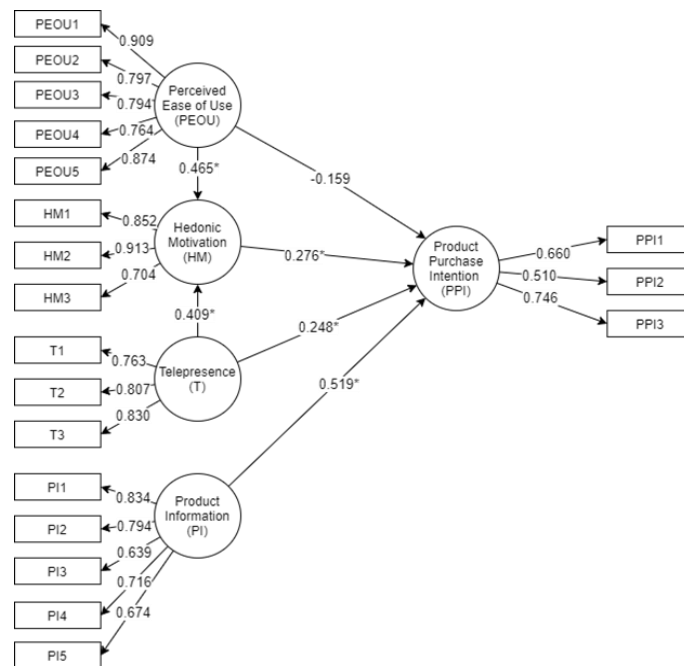 PEOU1
0.909
PEOU2
0.797
PEOU3
0.794
PEOU4
0.764
PEOU5
0.874
Perceived
Ease of Use
(PEOU)
0.465*
-0.159
HM1
0.852
HM2
0.913
HM3
0.704
Hedonic
Motivation
(HM)
0.276*
0.409*
T1
0.763
T2
0.807
T3
0.830
Telepresence
(T)
0.248*
0.519*
Product
Purchase
Intention
(PPI)
0.660
PPI1
0.510
PPI2
0.746
PPI3
PI1
0.834
PI2
0.794
PI3
0.639
PI4
0.716
PI5
0.674
Product
Information
(PI)